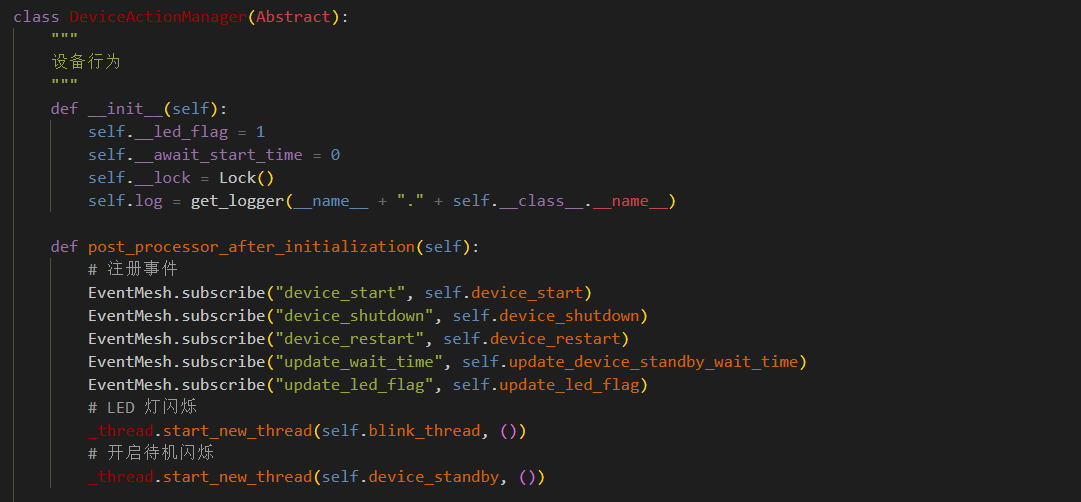 class DeviceActionManager(Abstract):
    """
    设备行为
    """
    def __init__(self):
        self.__led_flag = 1
        self.__await_start_time = 0
        self.__lock = Lock()
        self.log = get_logger(__name__ + "." + self.__class__.__name__)

    def post_processor_after_initialization(self):
        # 注册事件
        EventMesh.subscribe("device_start", self.device_start)
        EventMesh.subscribe("device_shutdown", self.device_shutdown)
        EventMesh.subscribe("device_restart", self.device_restart)
        EventMesh.subscribe("update_wait_time", self.update_device_standby_wait_time)
        EventMesh.subscribe("update_led_flag", self.update_led_flag)
        # LED 灯闪烁
        _thread.start_new_thread(self.blink_thread, ())
        # 开启待机闪烁
        _thread.start_new_thread(self.device_standby, ())